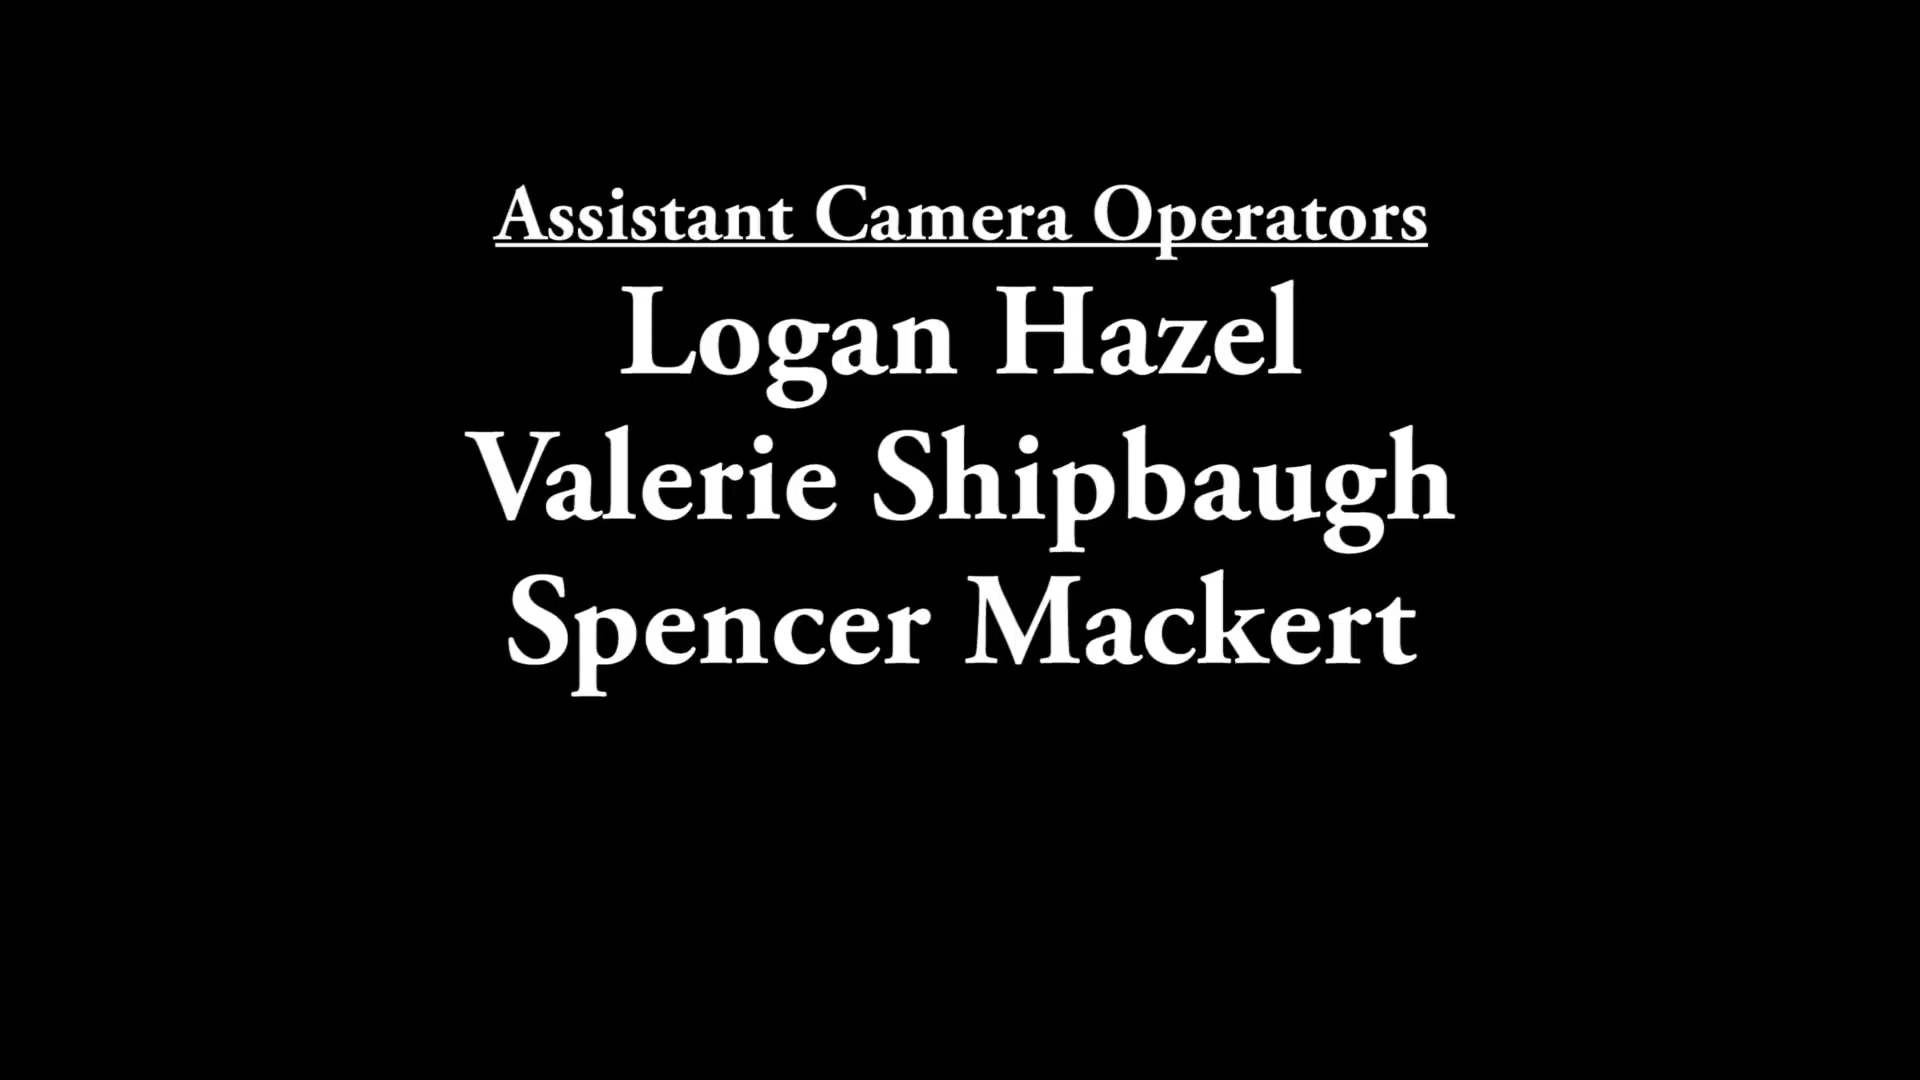 Assistant Camera Operators
Logan Hazel
Valerie Shipbaugh
Spencer Mackert